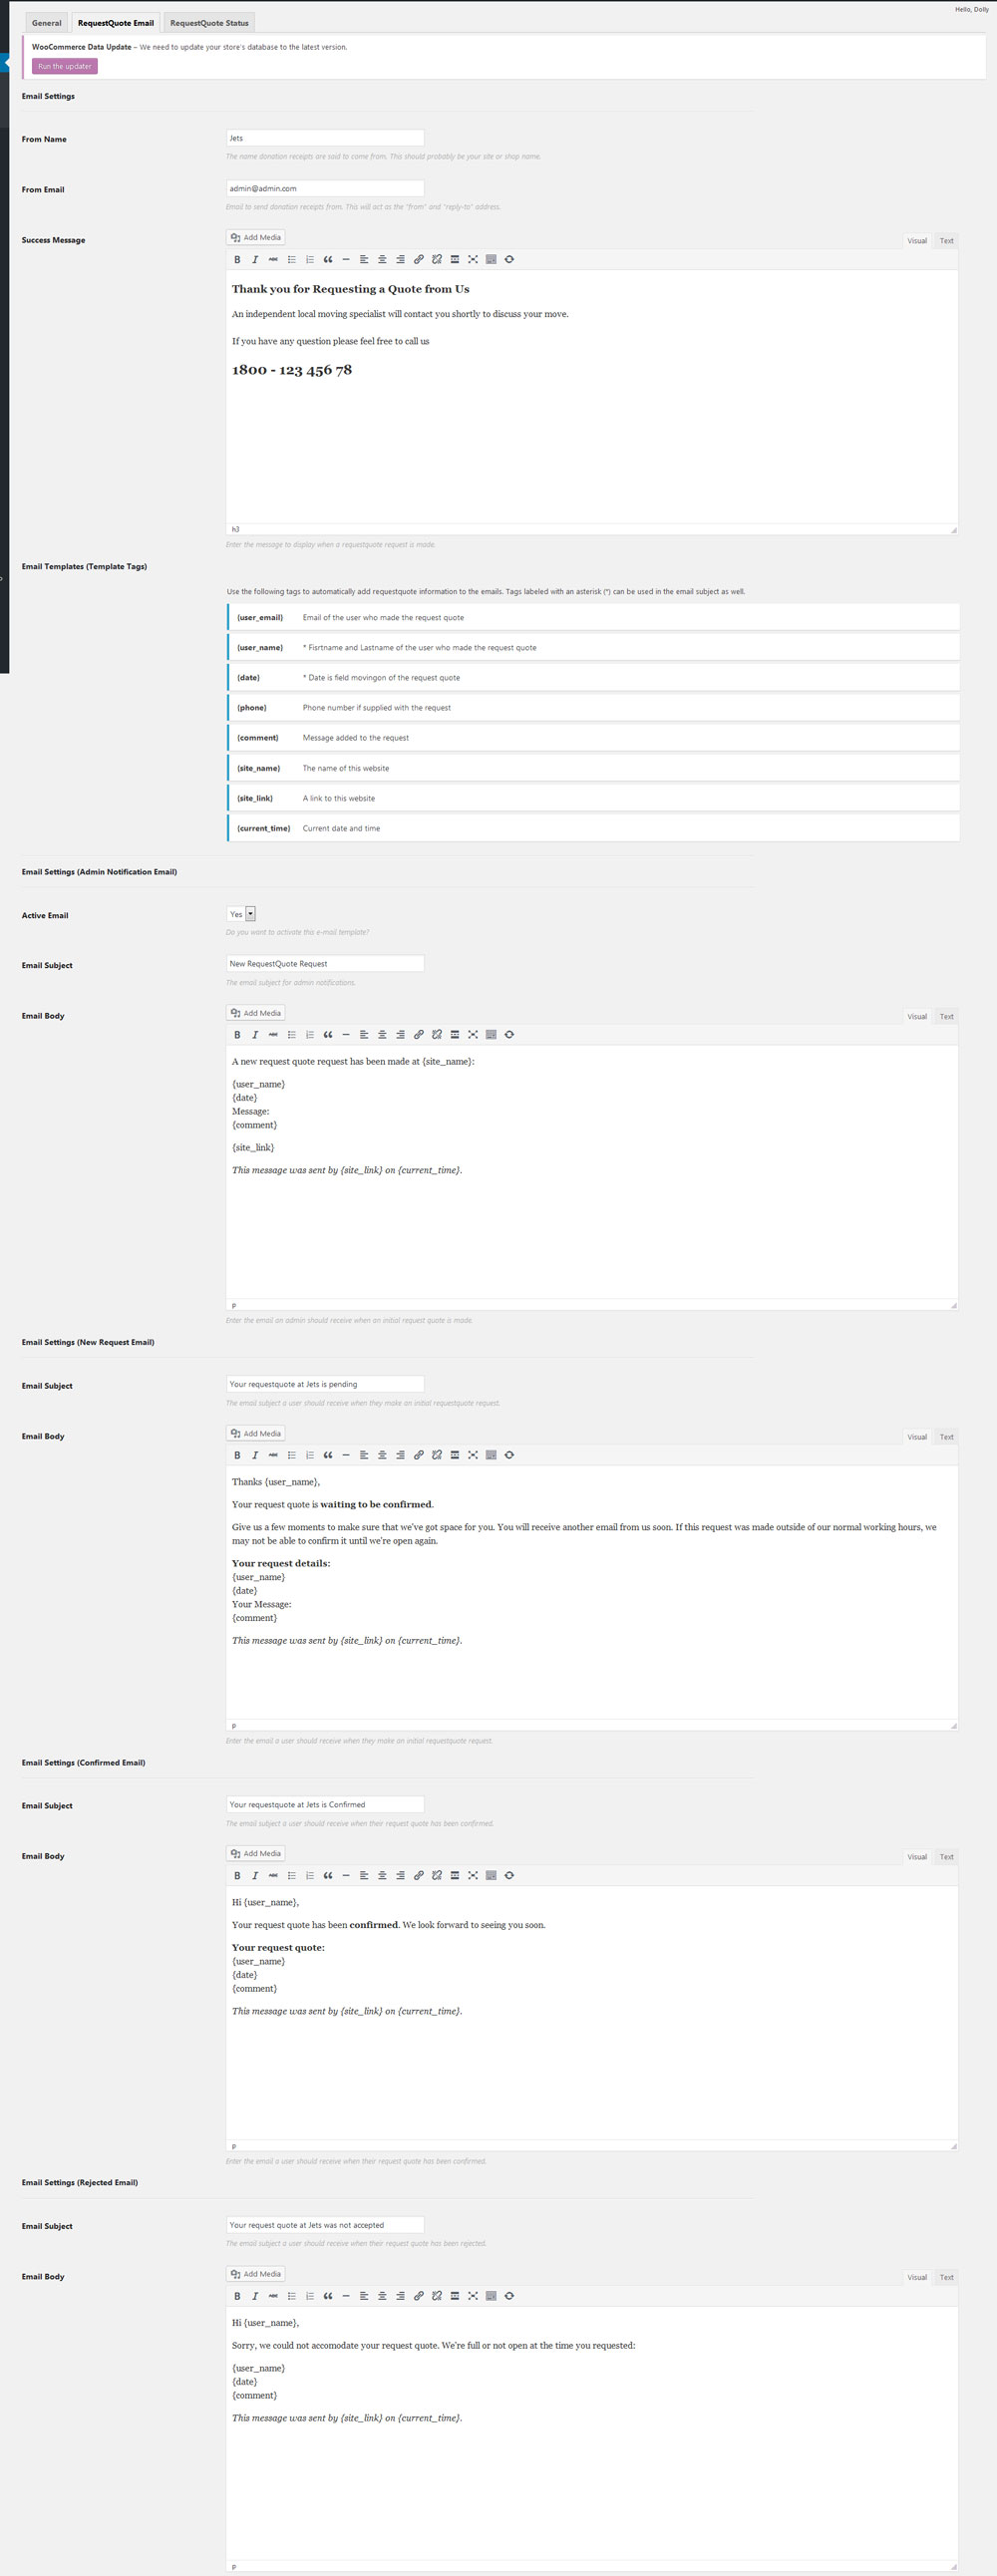 Hello, Dolly
General RequestQuote Email RequestQuote Status
WooCommerce Data Update – We need to update your store's database to the latest version.
Run the updater
Email Settings
From Name Jets
The name donation receipts are said to come from. This should probably be your site or shop name.
From Email admin@admin.com
Email to send donation receipts from. This will act as the "from" and "reply-to" address.
Success Message Add Media Visual Text
B I ABC
Thank you for Requesting a Quote from Us
An independent local moving specialist will contact you shortly to discuss your move.
If you have any question please feel free to call us
1800 - 123 456 78
h3
Enter the message to display when a requestquote request is made.
Email Templates (Template Tags)
Use the following tags to automatically add requestquote information to the emails. Tags labeled with an asterisk (*) can be used in the email subject as well.
{user_email} Email of the user who made the request quote
{user_name} * Fisrtname and Lastname of the user who made the request quote
{date} * Date is field movingon of the request quote
{phone} Phone number if supplied with the request
{comment} Message added to the request
{site_name} The name of this website
{site_link} A link to this website
{current_time} Current date and time
Email Settings (Admin Notification Email)
Active Email Yes
Do you want to activate this e-mail template?
Email Subject New RequestQuote Request
The email subject for admin notifications.
Email Body Add Media Visual Text
B I ABC
A new request quote request has been made at {site_name}:
{user_name}
{date}
Message:
{comment}
{site_link}
This message was sent by {site_link} on {current_time}.
p
Enter the email an admin should receive when an initial request quote is made.
Email Settings (New Request Email)
Email Subject Your requestquote at Jets is pending
The email subject a user should receive when they make an initial requestquote request.
Email Body Add Media Visual Text
B I ABC
Thanks {user_name},
Your request quote is waiting to be confirmed.
Give us a few moments to make sure that we've got space for you. You will receive another email from us soon. If this request was made outside of our normal working hours, we
may not be able to confirm it until we're open again.
Your request details:
{user_name}
{date}
Your Message:
{comment}
This message was sent by {site_link} on {current_time}.
p
Enter the email a user should receive when they make an initial requestquote request.
Email Settings (Confirmed Email)
Email Subject Your requestquote at Jets is Confirmed
The email subject a user should receive when their request quote has been confirmed.
Email Body Add Media Visual Text
B I ABC
Hi {user_name},
Your request quote has been confirmed. We look forward to seeing you soon.
Your request quote:
{user_name}
{date}
{comment}
This message was sent by {site_link} on {current_time}.
p
Enter the email a user should receive when their request quote has been confirmed.
Email Settings (Rejected Email)
Email Subject Your request quote at Jets was not accepted
The email subject a user should receive when their request quote has been rejected.
Email Body Add Media Visual Text
B I ABC
Hi {user_name},
Sorry, we could not accomodate your request quote. We're full or not open at the time you requested:
{user_name}
{date}
{comment}
This message was sent by {site_link} on {current_time}.
p